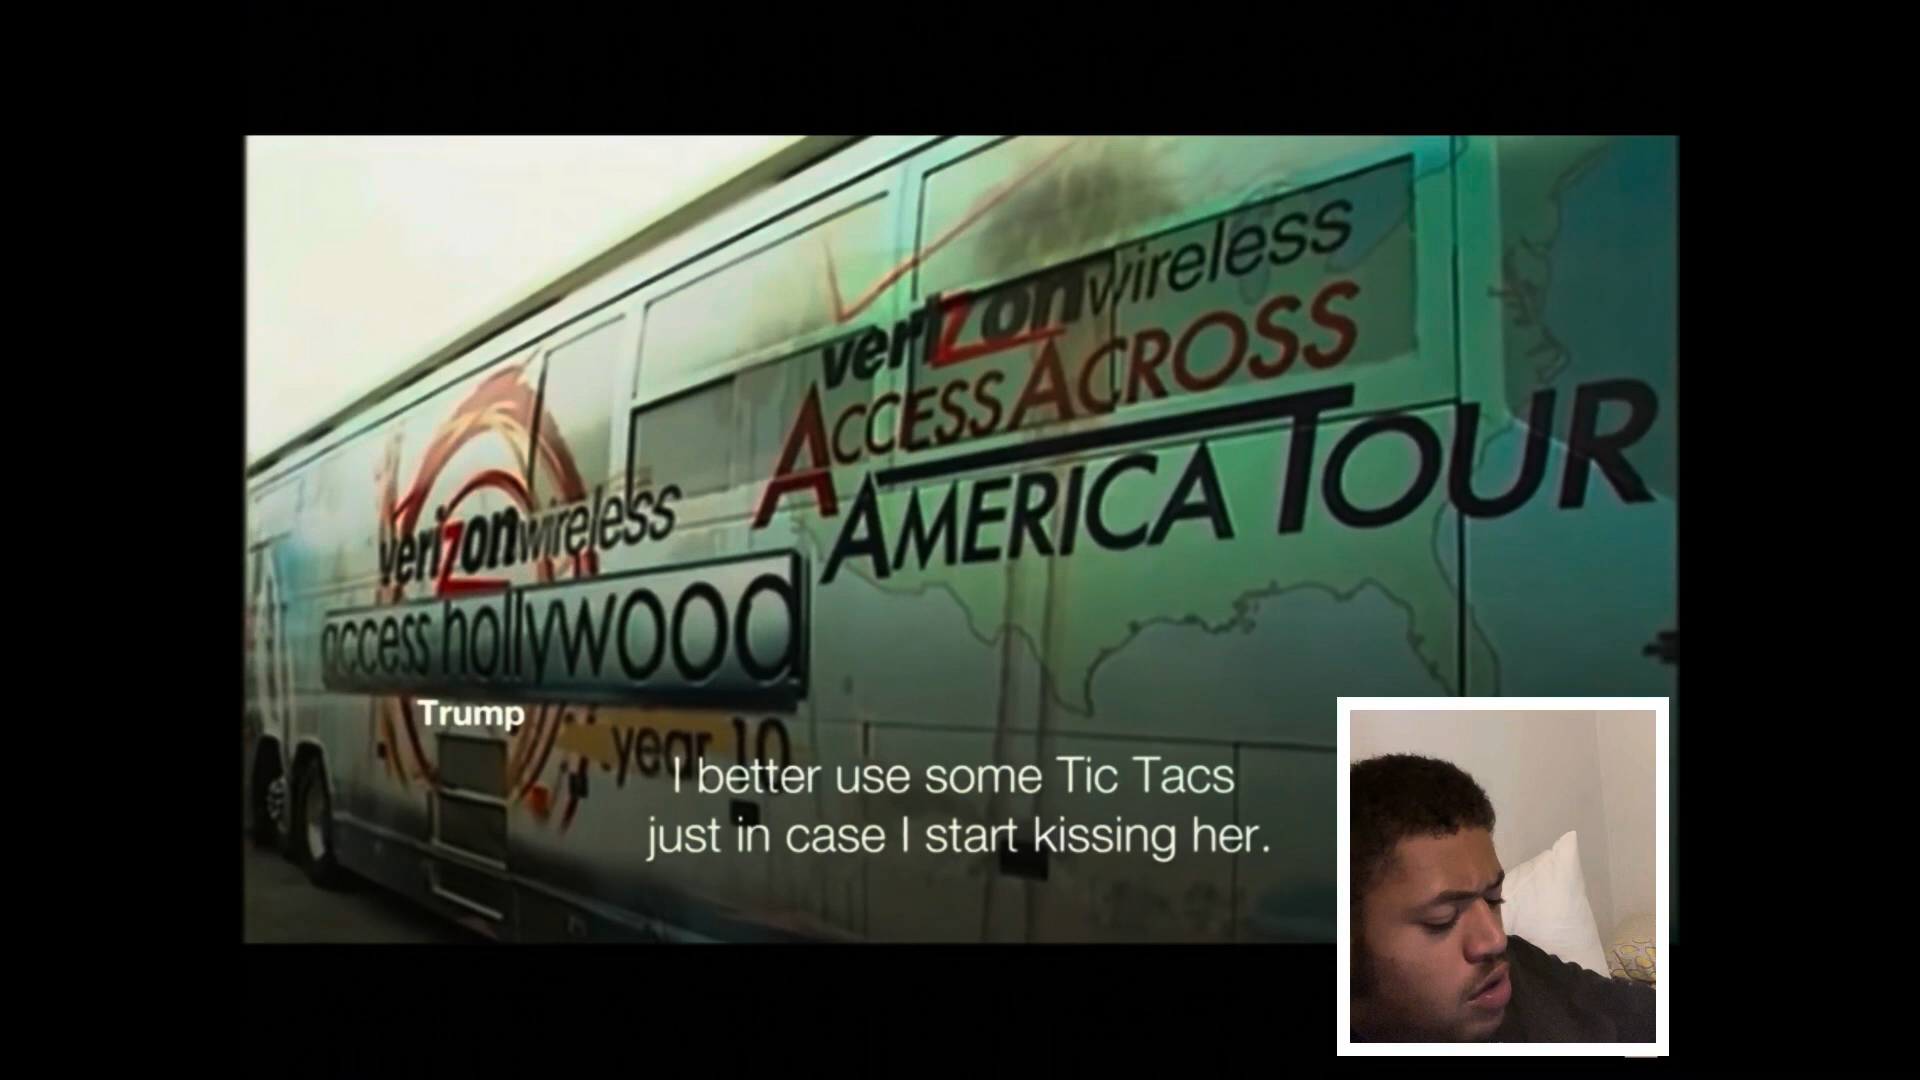 verizonwireless
ACCESS ACROSS
AMERICA TOUR
verizonwireless
access hollywood
year 10
Trump
I better use some Tic Tacs
just in case I start kissing her.